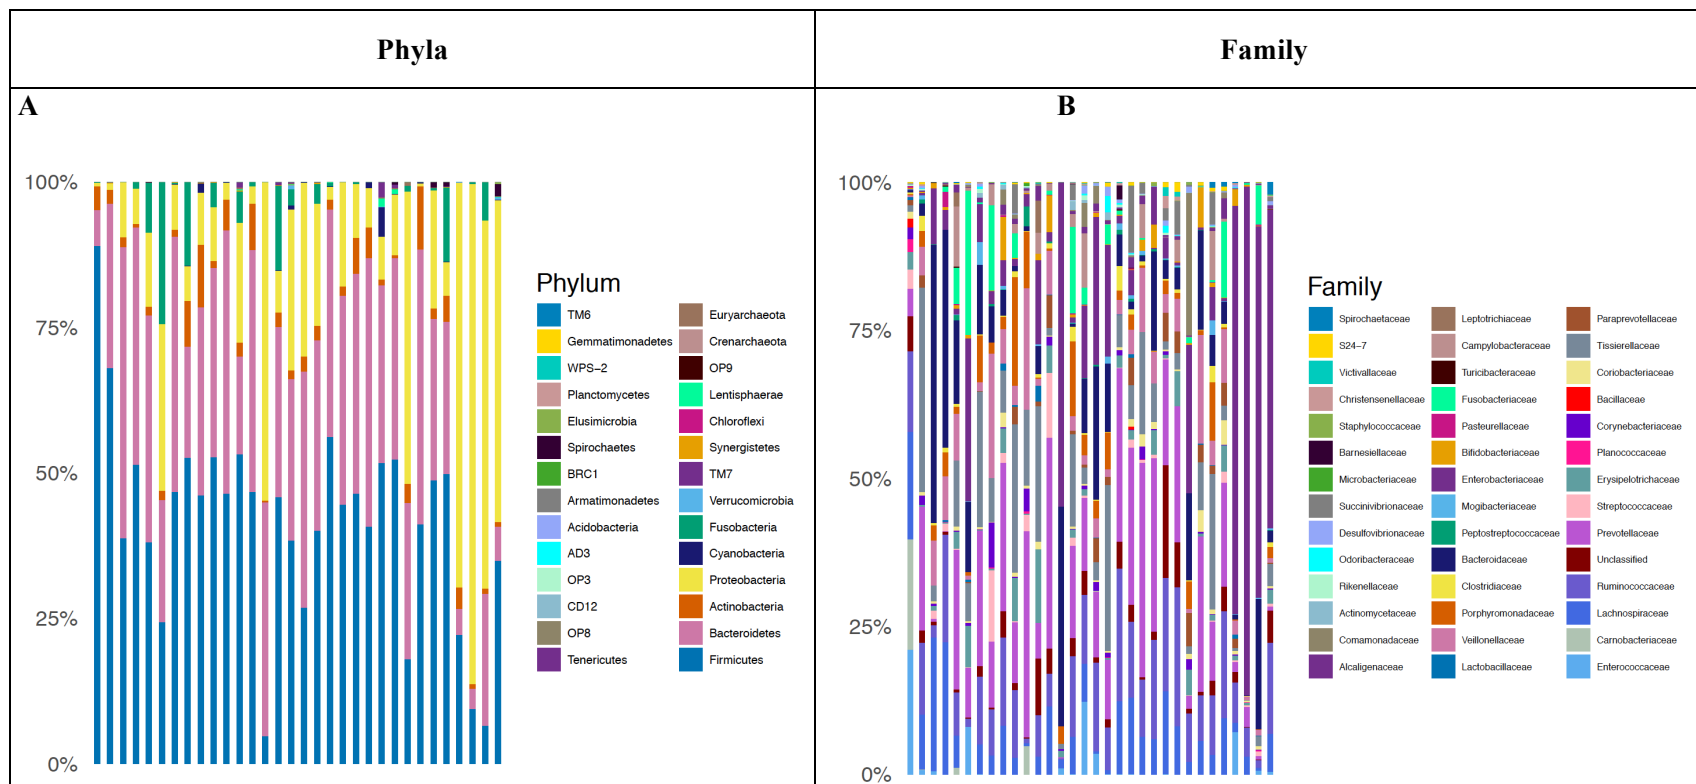 Phyla
Family
A
B
100%
75%
50%
25%
0%
Phylum
TM6
Gemmatimonadetes
WPS-2
Planctomycetes
Elusimicrobia
Spirochaetes
BRC1
Armatimonadetes
Acidobacteria
AD3
OP3
CD12
OP8
Tenericutes
Euryarchaeota
Crenarchaeota
OP9
Lentisphaerae
Chloroflexi
Synergistetes
TM7
Verrucomicrobia
Fusobacteria
Cyanobacteria
Proteobacteria
Actinobacteria
Bacteroidetes
Firmicutes
100%
75%
50%
25%
0%
Family
Spirochaetaceae
S24-7
Victivallaceae
Christensenellaceae
Staphylococcaceae
Barnesiellaceae
Microbacteriaceae
Succinivibrionaceae
Desulfovibrionaceae
Odoribacteraceae
Rikenellaceae
Actinomycetaceae
Comamonadaceae
Alcaligenaceae
Leptotrichiaceae
Campylobacteraceae
Turicibacteraceae
Fusobacteriaceae
Pasteurellaceae
Bifidobacteriaceae
Enterobacteriaceae
Mogibacteriaceae
Peptostreptococcaceae
Bacteroidaceae
Clostridiaceae
Porphyromonadaceae
Veillonellaceae
Lactobacillaceae
Paraprevotellaceae
Tissierellaceae
Coriobacteriaceae
Bacillaceae
Corynebacteriaceae
Planococcaceae
Erysipelotrichaceae
Streptococcaceae
Prevotellaceae
Unclassified
Ruminococcaceae
Lachnospiraceae
Carnobacteriaceae
Enterococcaceae